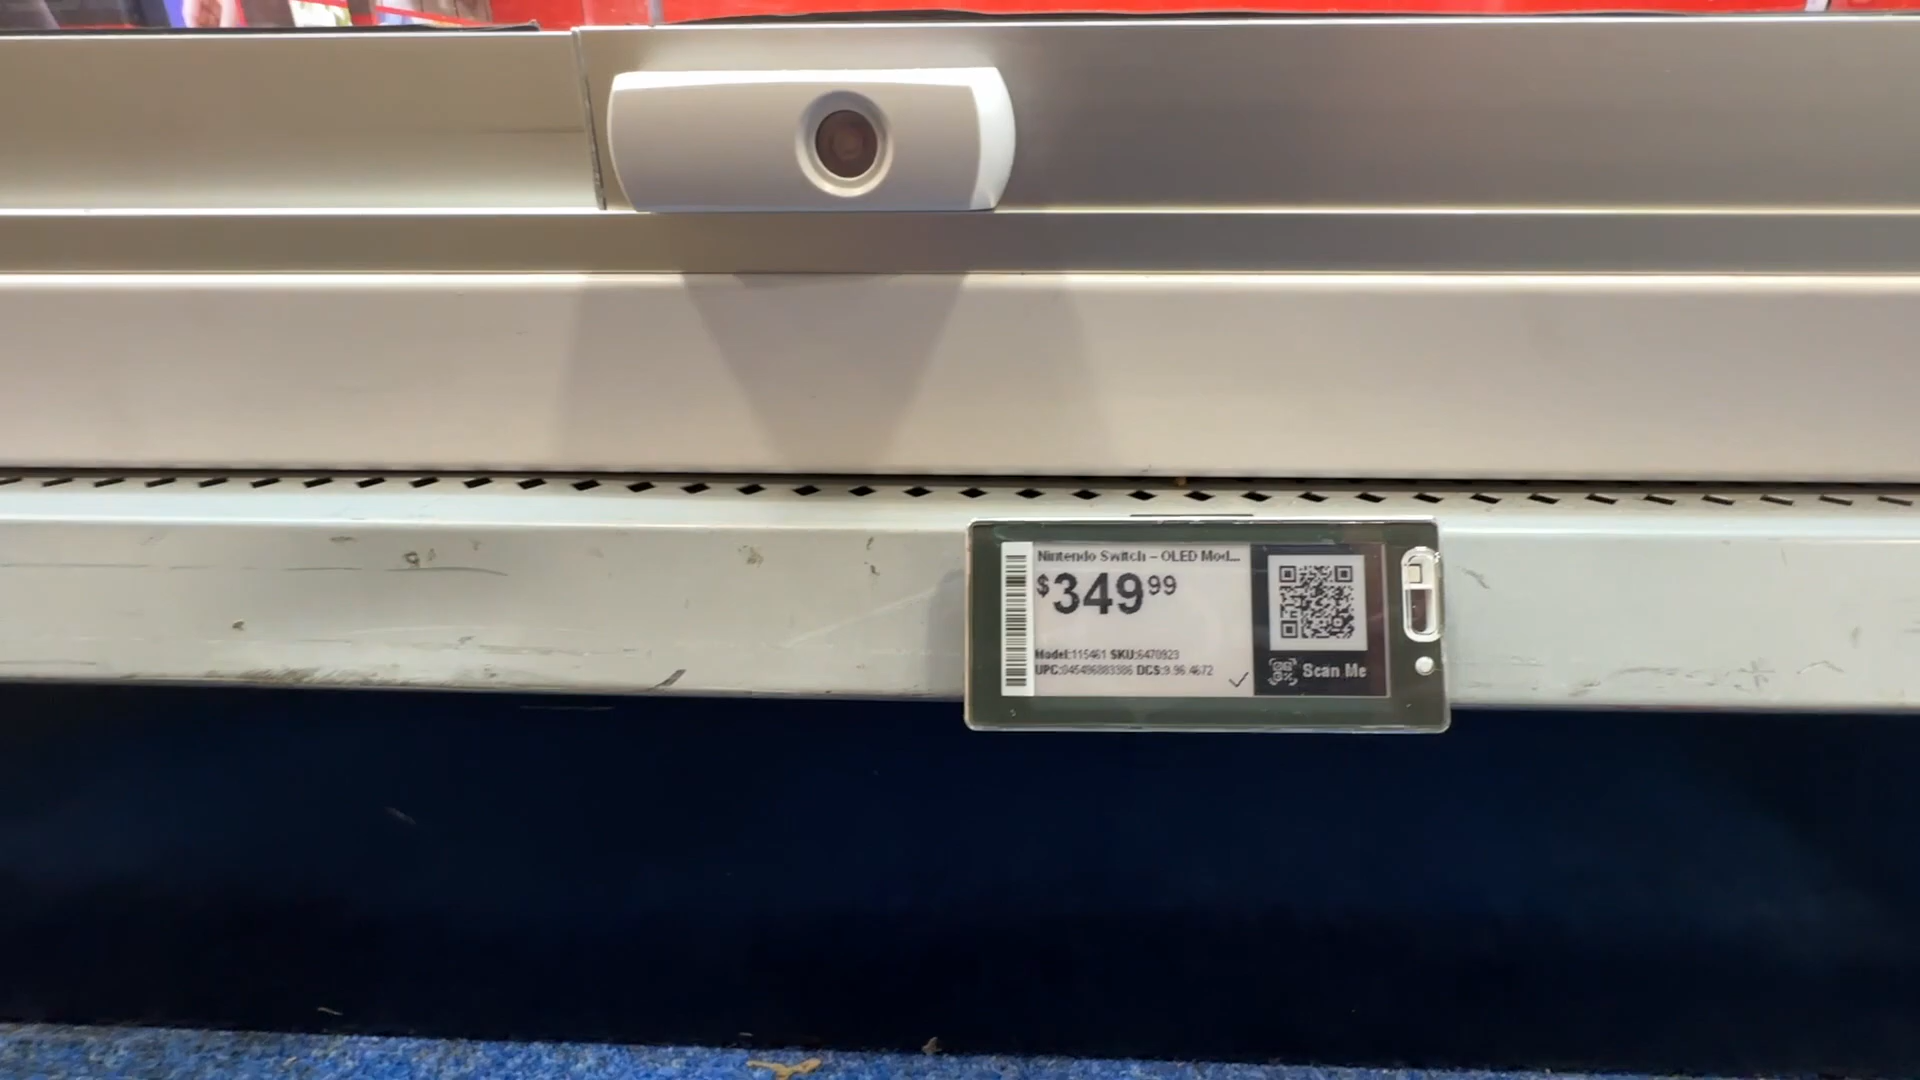 Nintendo Switch – OLED Mod...
$349.99
Model:115461 SKU:6470923
UPC:045496883386 DCS:9.96.4672
Scan Me